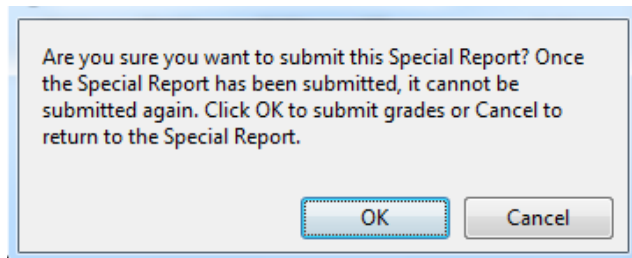 Are you sure you want to submit this Special Report? Once
the Special Report has been submitted, it cannot be
submitted again. Click OK to submit grades or Cancel to
return to the Special Report.
OK
Cancel